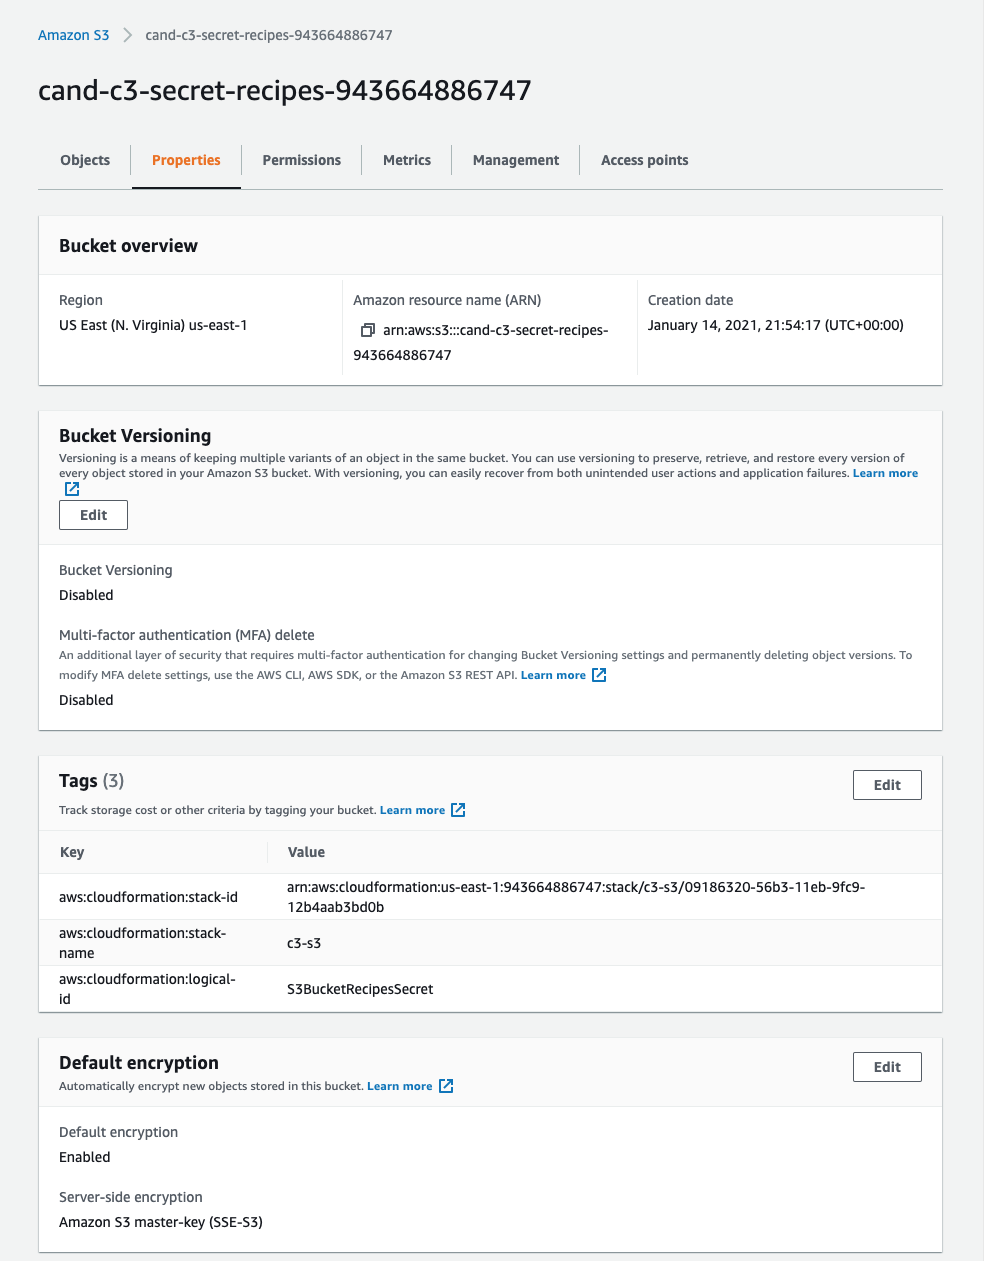 Amazon S3 > cand-c3-secret-recipes-943664886747
cand-c3-secret-recipes-943664886747
Objects Properties Permissions Metrics Management Access points
Bucket overview
Region
US East (N. Virginia) us-east-1
Amazon resource name (ARN)
arn:aws:s3:::cand-c3-secret-recipes-
943664886747
Creation date
January 14, 2021, 21:54:17 (UTC+00:00)
Bucket Versioning
Versioning is a means of keeping multiple variants of an object in the same bucket. You can use versioning to preserve, retrieve, and restore every version of
every object stored in your Amazon S3 bucket. With versioning, you can easily recover from both unintended user actions and application failures. Learn more
Edit
Bucket Versioning
Disabled
Multi-factor authentication (MFA) delete
An additional layer of security that requires multi-factor authentication for changing Bucket Versioning settings and permanently deleting object versions. To
modify MFA delete settings, use the AWS CLI, AWS SDK, or the Amazon S3 REST API. Learn more
Disabled
Tags (3)
Edit
Track storage cost or other criteria by tagging your bucket. Learn more
Key Value
aws:cloudformation:stack-id
arn:aws:cloudformation:us-east-1:943664886747:stack/c3-s3/09186320-56b3-11eb-9fc9-
12b4aab3bd0b
aws:cloudformation:stack-
name
c3-s3
aws:cloudformation:logical-
id
S3BucketRecipesSecret
Default encryption
Edit
Automatically encrypt new objects stored in this bucket. Learn more
Default encryption
Enabled
Server-side encryption
Amazon S3 master-key (SSE-S3)